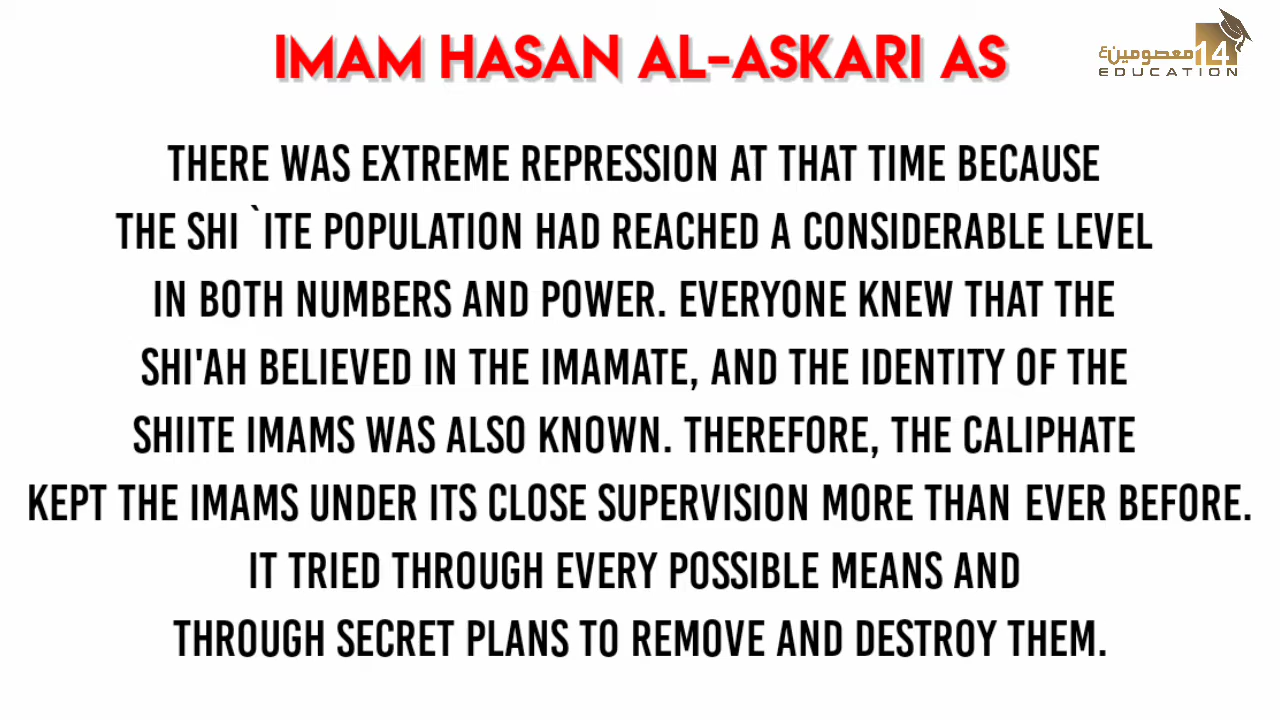 IMAM HASAN AL-ASKARI AS
معصومینؑ 14
EDUCATION
THERE WAS EXTREME REPRESSION AT THAT TIME BECAUSE
THE SHI `ITE POPULATION HAD REACHED A CONSIDERABLE LEVEL
IN BOTH NUMBERS AND POWER. EVERYONE KNEW THAT THE
SHI'AH BELIEVED IN THE IMAMATE, AND THE IDENTITY OF THE
SHIITE IMAMS WAS ALSO KNOWN. THEREFORE, THE CALIPHATE
KEPT THE IMAMS UNDER ITS CLOSE SUPERVISION MORE THAN EVER BEFORE.
IT TRIED THROUGH EVERY POSSIBLE MEANS AND
THROUGH SECRET PLANS TO REMOVE AND DESTROY THEM.